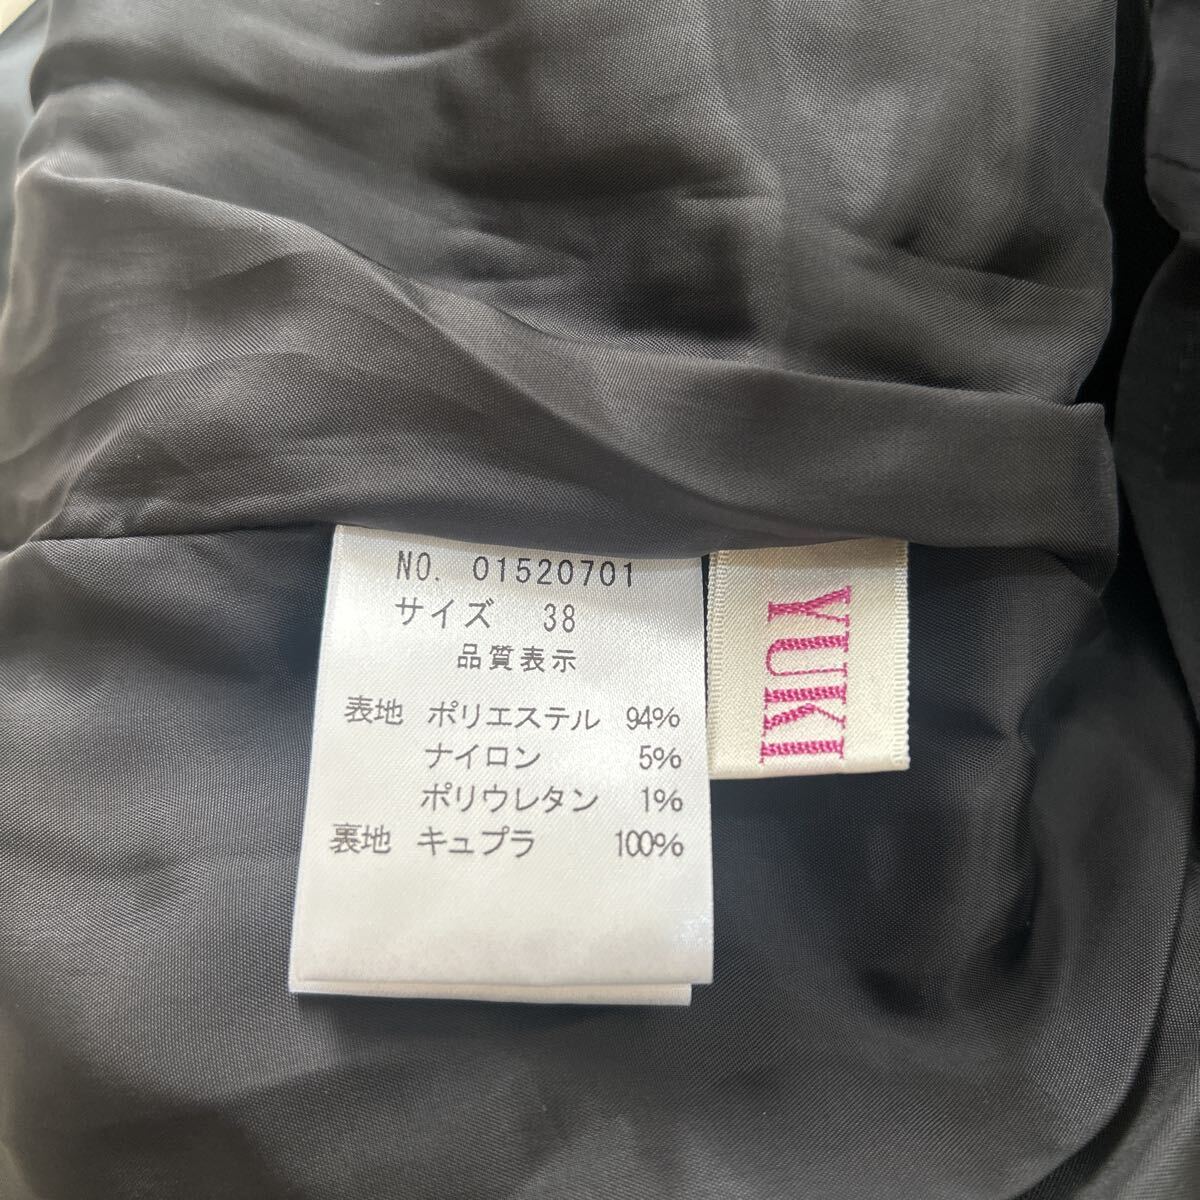 NO. 01520701
サイズ 38
品質表示
表地 ポリエステル 94%
ナイロン 5%
ポリウレタン 1%
裏地 キュプラ 100%
YUKI